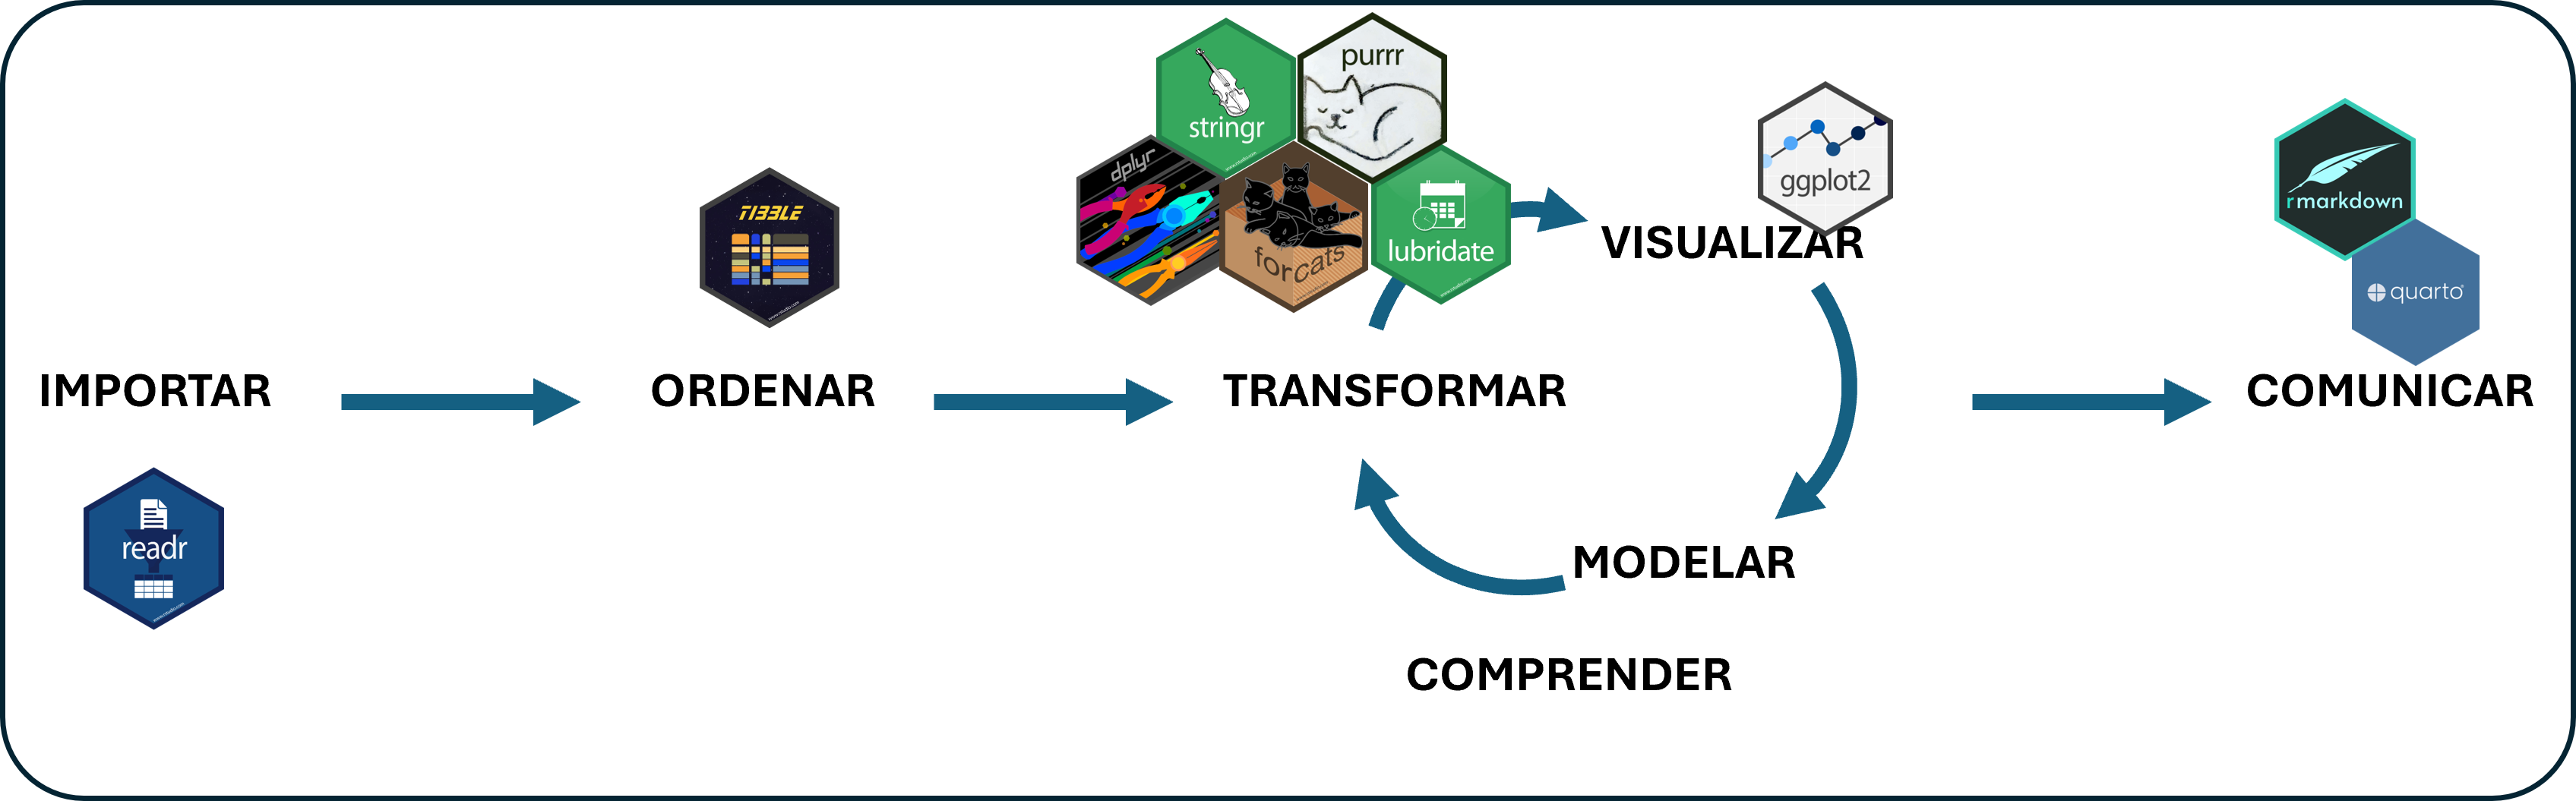 stringr
purrr
dplyr
forcats
lubridate
TIBBLE
ggplot2
rmarkdown
quarto
VISUALIZAR
IMPORTAR
ORDENAR
TRANSFORMAR
COMUNICAR
readr
MODELAR
COMPRENDER